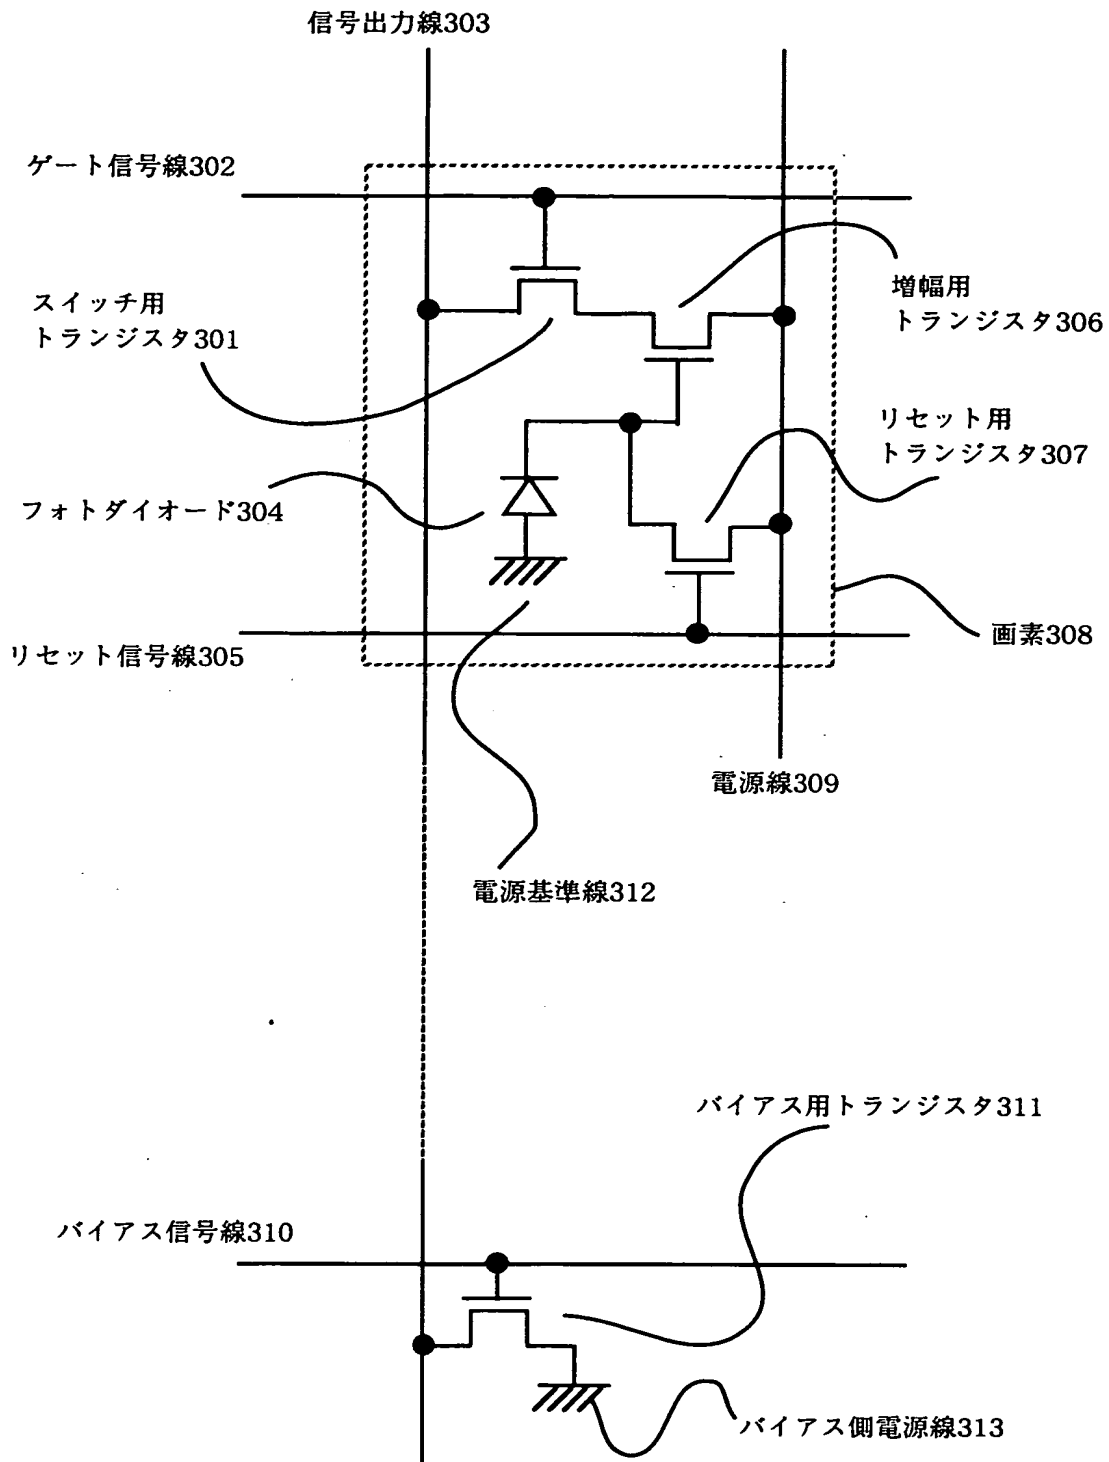 信号出力線303
ゲート信号線302
スイッチ用
トランジスタ301
増幅用
トランジスタ306
リセット用
トランジスタ307
フォトダイオード304
画素308
リセット信号線305
電源線309
電源基準線312
バイアス用トランジスタ311
バイアス信号線310
バイアス側電源線313